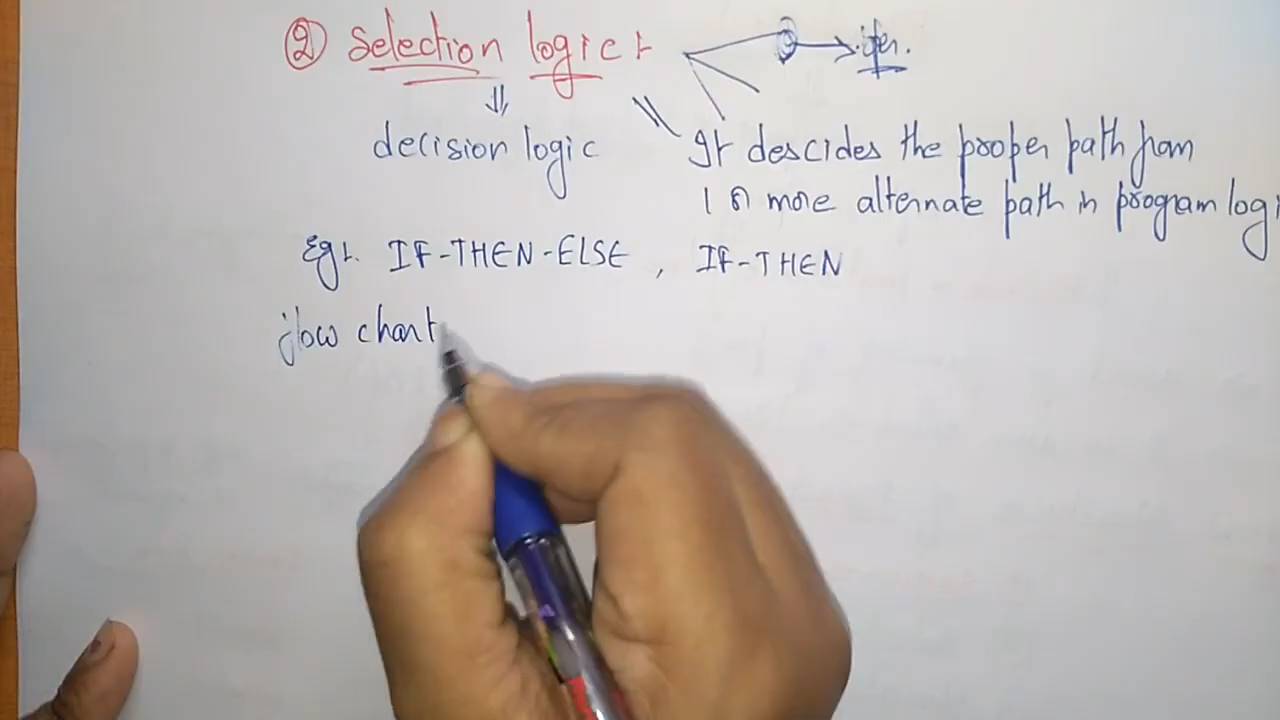 ② Selection logic :-
decision logic
It descides the proper path from
1 or more alternate path in program logi
Eg:- IF-THEN-ELSE , IF-THEN
flow chart